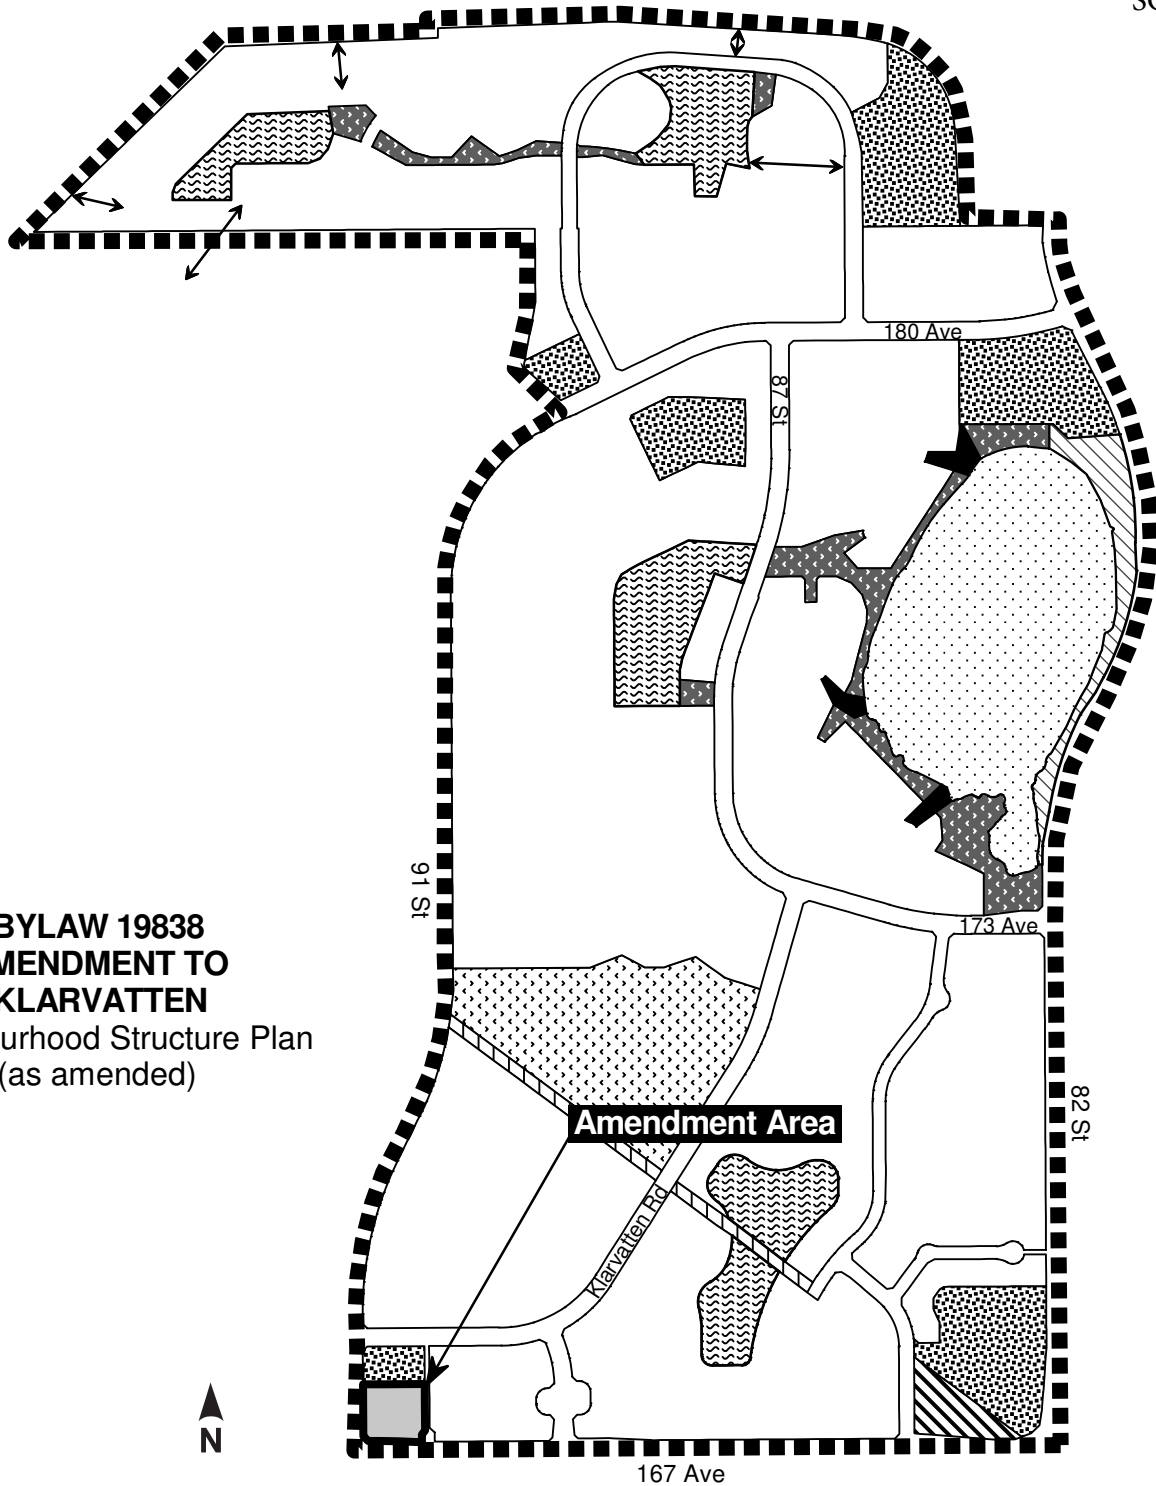 180 Ave
87 St
91 St
BYLAW 19838
MENDMENT TO
KLARVATTEN
urhood Structure Plan
(as amended)
173 Ave
82 St
Amendment Area
Klarvatten Rd
N
167 Ave